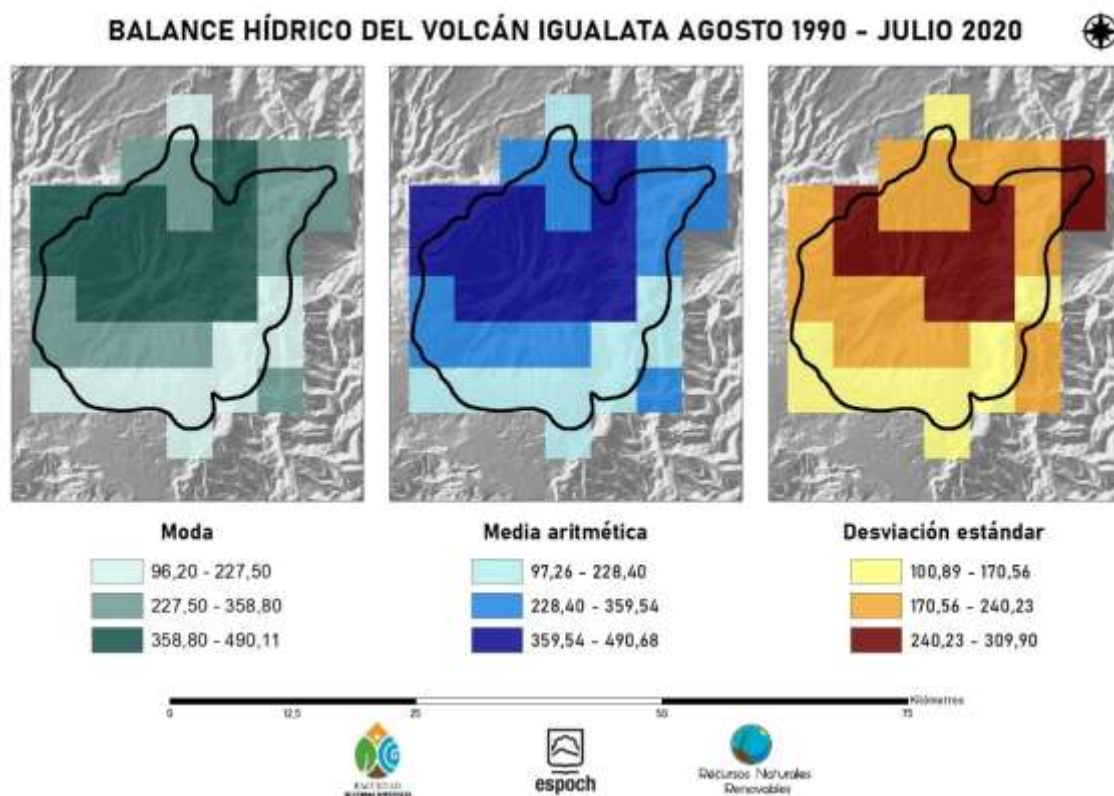 BALANCE HÍDRICO DEL VOLCÁN IGUALATA AGOSTO 1990 - JULIO 2020
Moda
96,20 - 227,50
227,50 - 358,80
358,80 - 490,11
Media aritmética
97,26 - 228,40
228,40 - 359,54
359,54 - 490,68
Desviación estándar
100,89 - 170,56
170,56 - 240,23
240,23 - 309,90
Kilómetros
0 12,5 25 50 75
FACULTAD
espoch
Recursos Naturales
Renovables